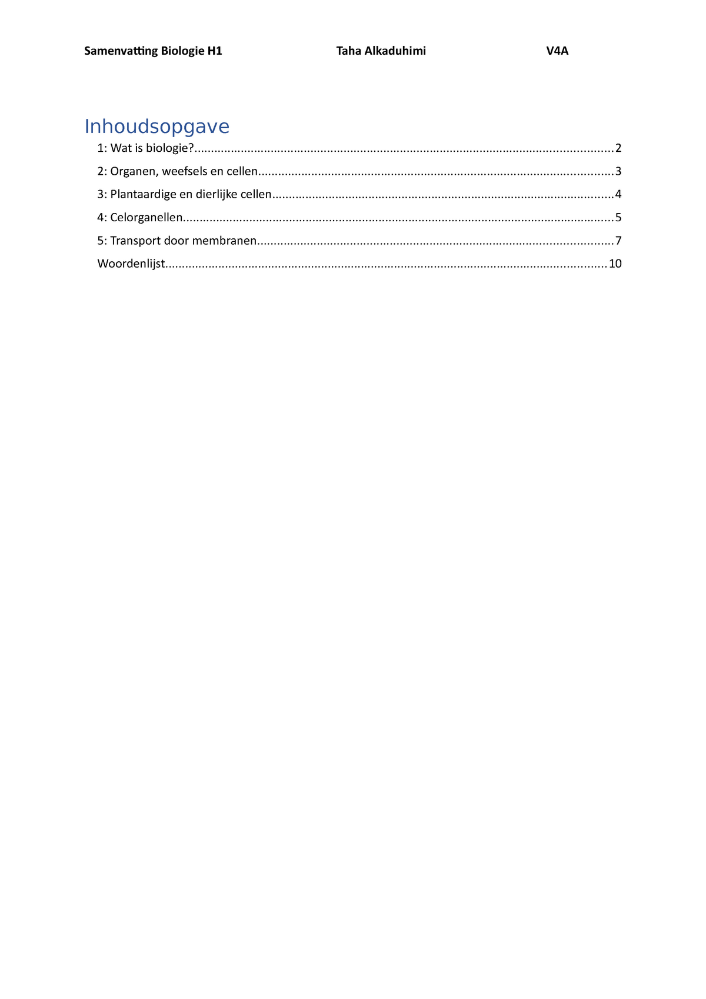 Samenvatting Biologie H1 Taha Alkaduhimi V4A
Inhoudsopgave
1: Wat is biologie?....................................................................................................................................2
2: Organen, weefsels en cellen................................................................................................................3
3: Plantaardige en dierlijke cellen............................................................................................................4
4: Celorganellen.......................................................................................................................................5
5: Transport door membranen................................................................................................................7
Woordenlijst..........................................................................................................................................10